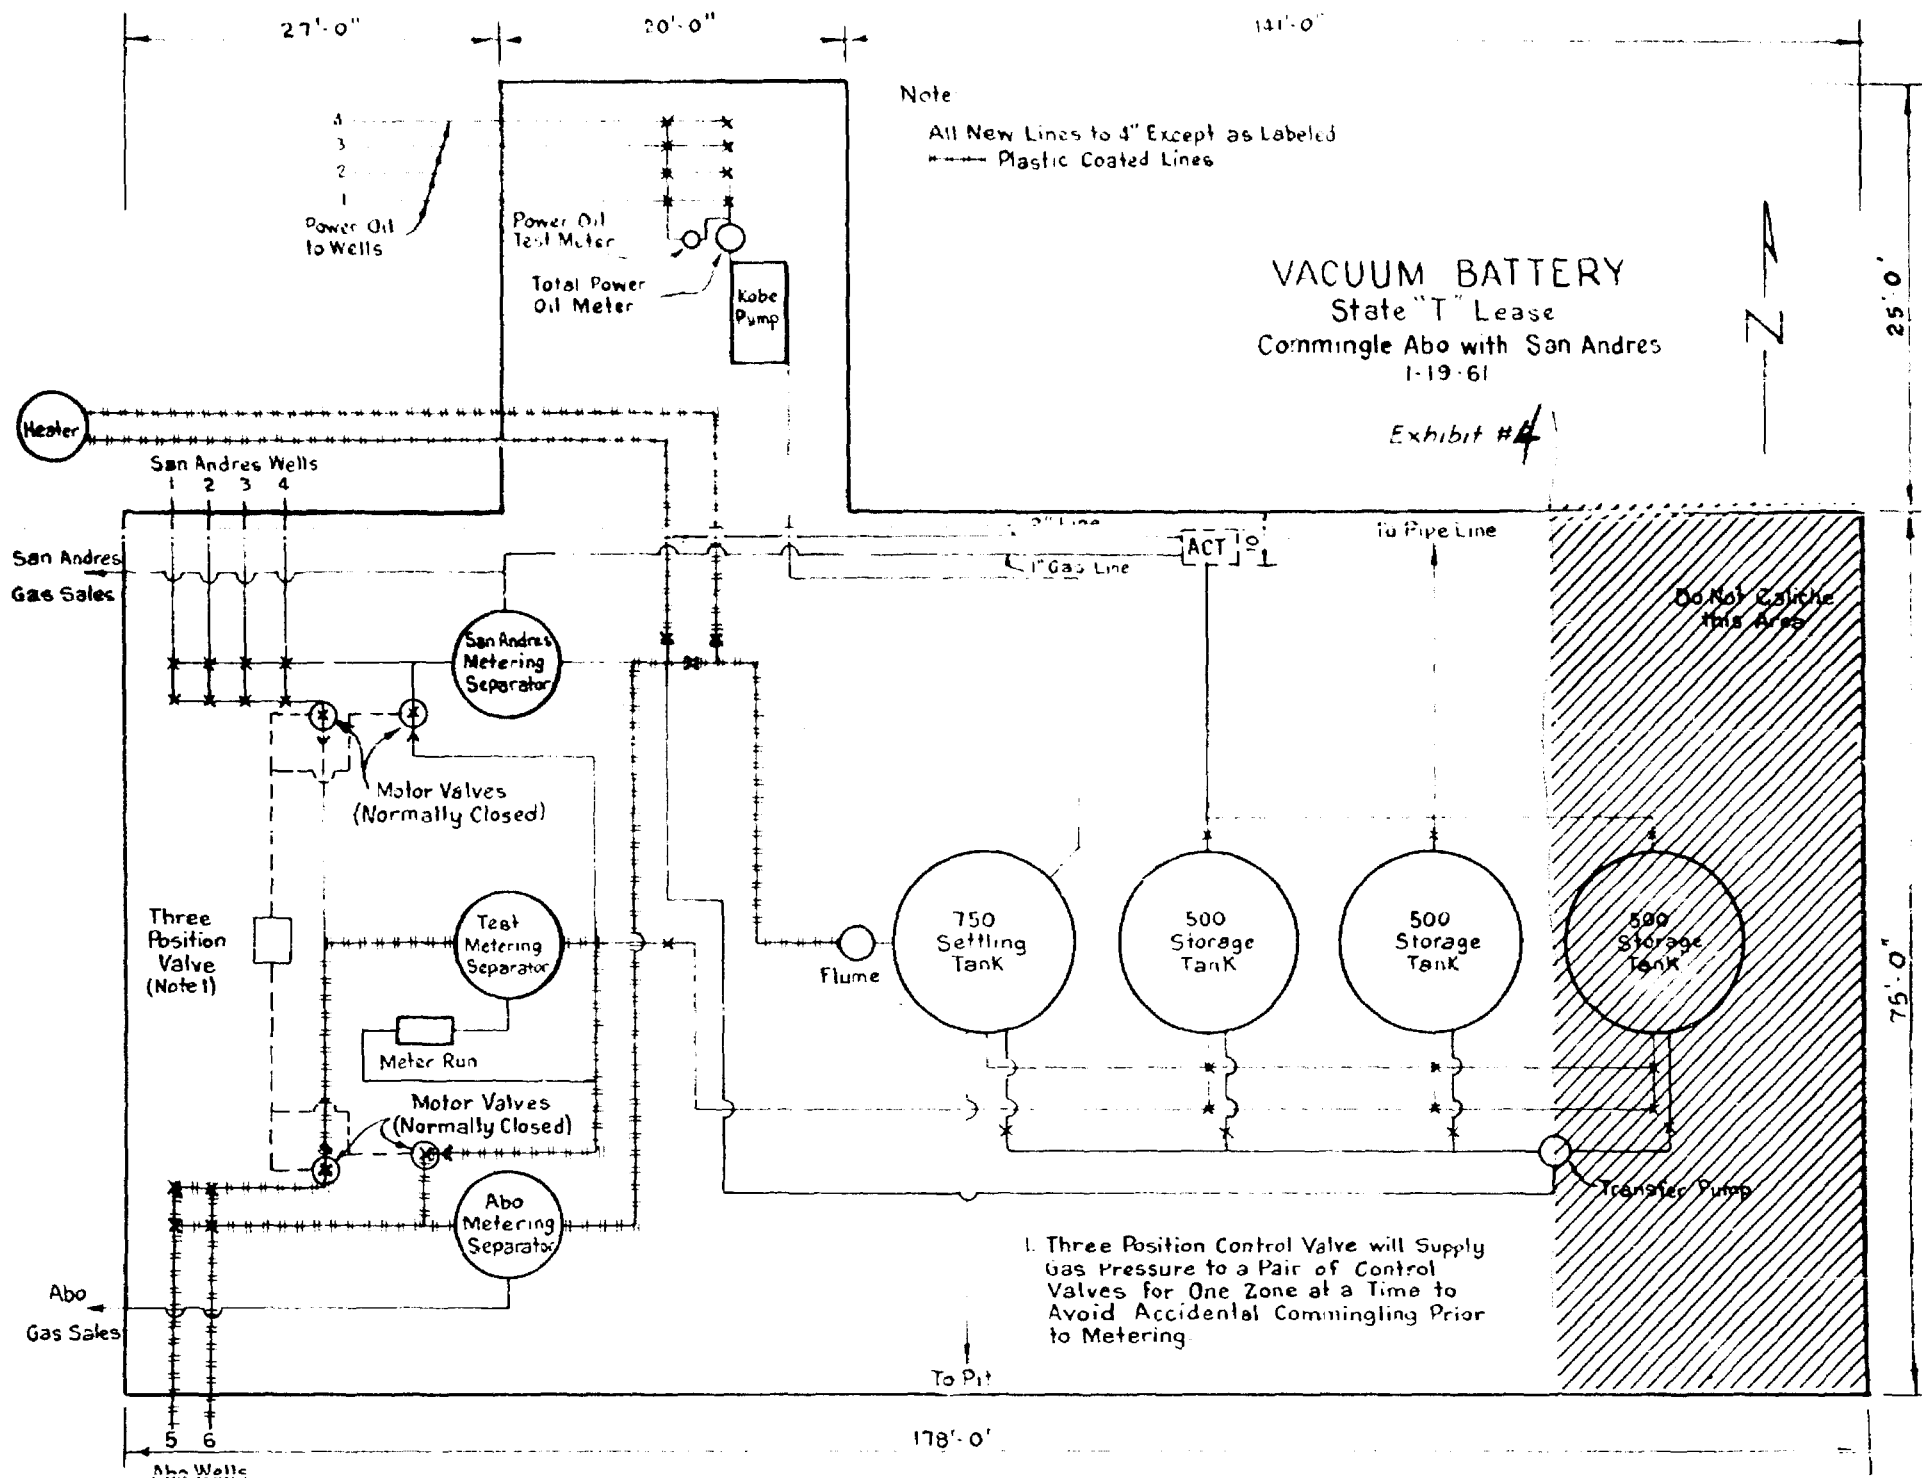 27'-0"
20'-0"
141'-0"
Note
All New Lines to 4" Except as Labeled
Plastic Coated Lines
4
3
2
1
Power Oil
to Wells
Power Oil
Test Meter
Total Power
Oil Meter
Kobe
Pump
VACUUM BATTERY
State "T" Lease
Commingle Abo with San Andres
1-19-61
Exhibit #4
N
25'-0'
Heater
San Andres Wells
1 2 3 4
San Andres
Gas Sales
2" Line
1" Gas Line
ACT
To Pipe Line
Do Not Caliche
this Area
San Andres
Metering
Separator
Motor Valves
(Normally Closed)
Three
Position
Valve
(Note 1)
Test
Metering
Separator
Flume
750
Settling
Tank
500
Storage
Tank
500
Storage
Tank
500
Storage
Tank
75'-0"
Meter Run
Motor Valves
(Normally Closed)
Abo
Metering
Separator
Transfer Pump
1. Three Position Control Valve will Supply
Gas Pressure to a Pair of Control
Valves for One Zone at a Time to
Avoid Accidental Commingling Prior
to Metering
Abo
Gas Sales
To Pit
5 6
Abo Wells
178'-0'